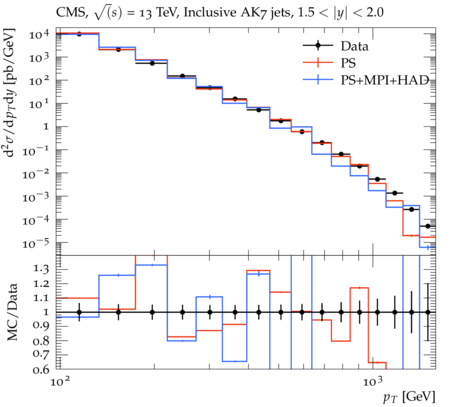 CMS, √(s) = 13 TeV, Inclusive AK7 jets, 1.5 < |y| < 2.0
d²σ/dp_T dy [pb/GeV]
10⁴
10³
10²
10¹
1
10⁻¹
10⁻²
10⁻³
10⁻⁴
10⁻⁵
Data
PS
PS+MPI+HAD
MC/Data
1.3
1.2
1.1
1
0.9
0.8
0.7
0.6
10² 10³
p_T [GeV]